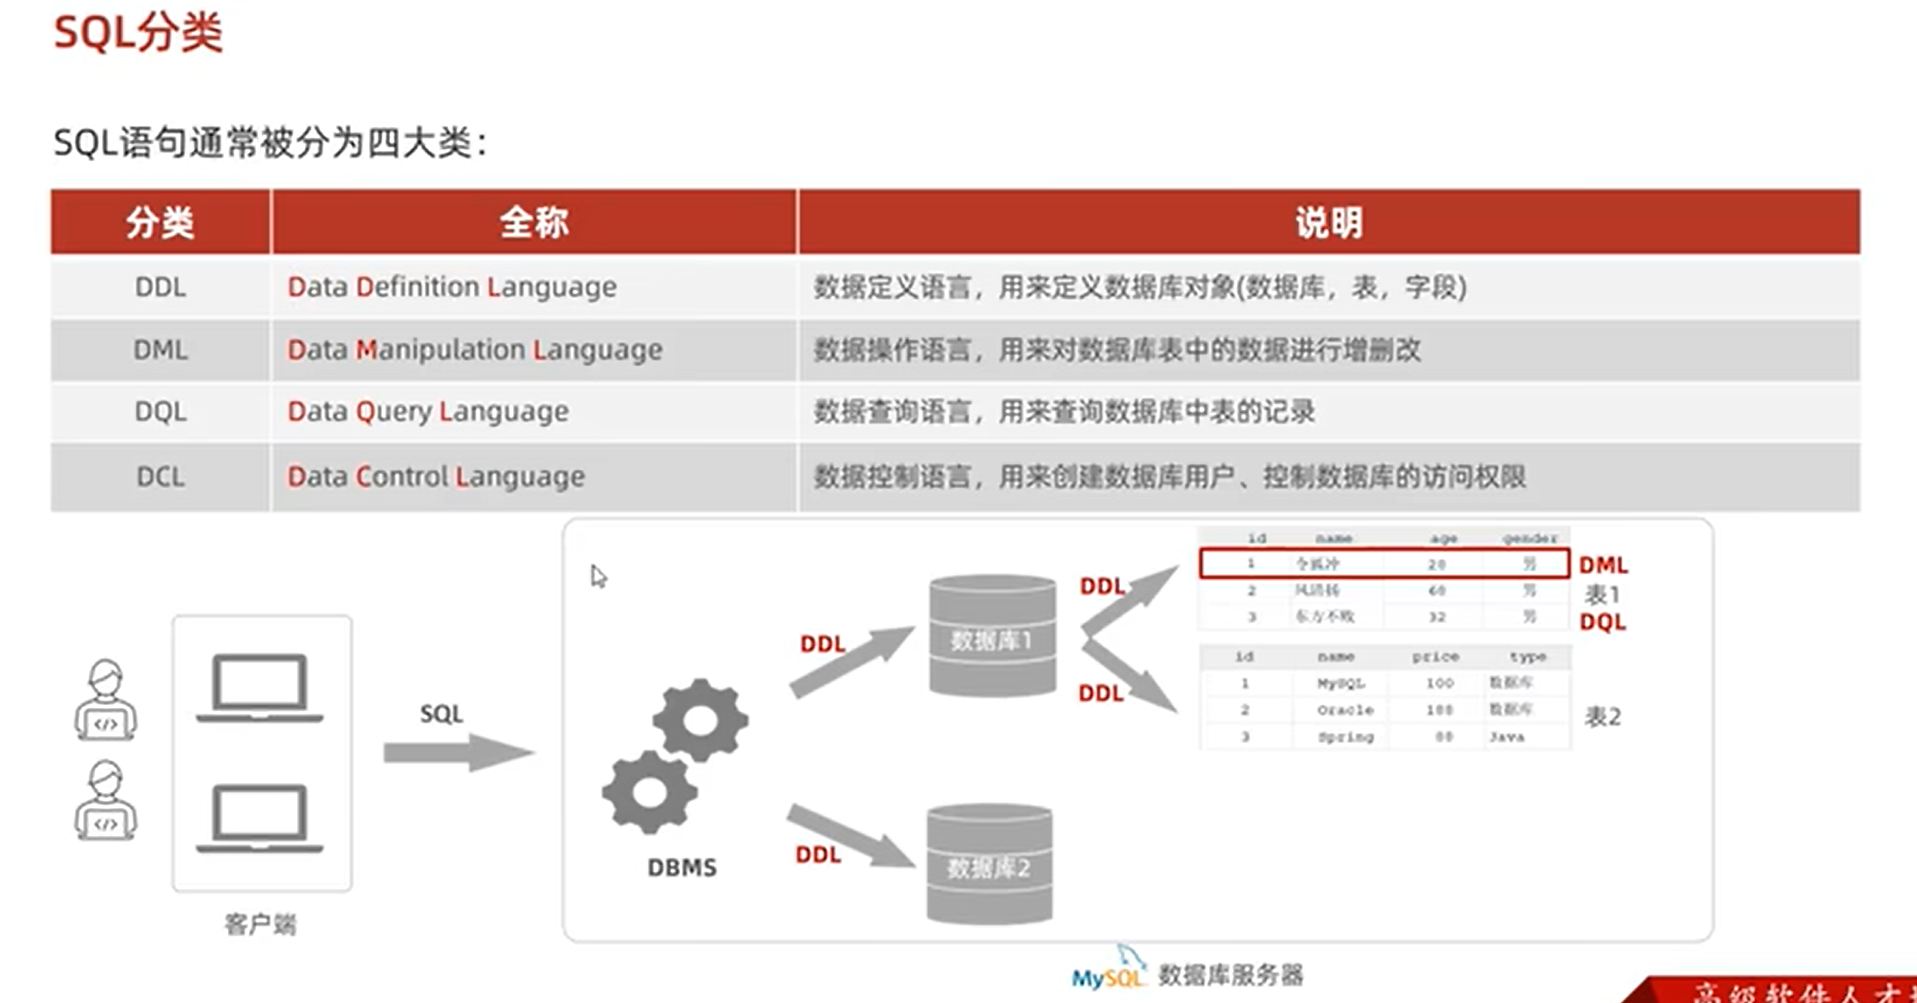 SQL分类
SQL语句通常被分为四大类：
分类 全称 说明
DDL Data Definition Language 数据定义语言，用来定义数据库对象(数据库，表，字段)
DML Data Manipulation Language 数据操作语言，用来对数据库表中的数据进行增删改
DQL Data Query Language 数据查询语言，用来查询数据库中表的记录
DCL Data Control Language 数据控制语言，用来创建数据库用户、控制数据库的访问权限
</>
</>
客户端
SQL
DBMS
DDL
DDL
数据库1
数据库2
DDL
DDL
id name age gender
1 令狐冲 28 男
2 风清扬 68 男
3 东方不败 32 男
DML
表1
DQL
id name price type
1 MySQL 100 数据库
2 Oracle 188 数据库
3 Spring 88 Java
表2
MySQL 数据库服务器
高级软件人才